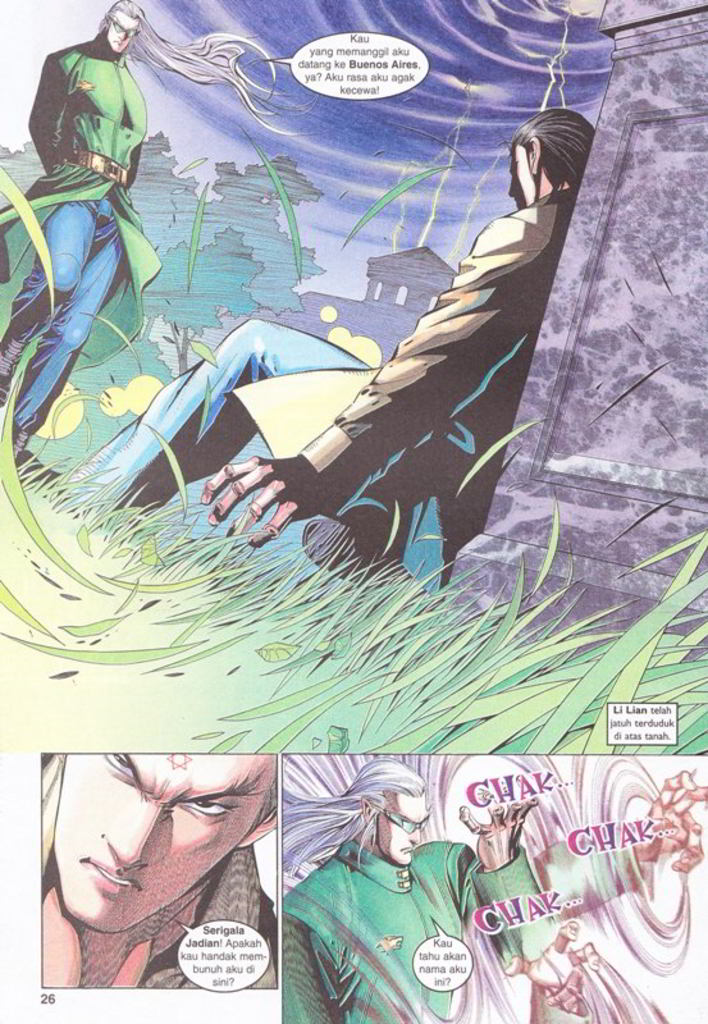 Kau
yang memanggil aku
datang ke Buenos Aires,
ya? Aku rasa aku agak
kecewa!
Li Lian telah
jatuh terduduk
di atas tanah.
Serigala
Jadian! Apakah
kau handak mem-
bunuh aku di
sini?
CHAK...
CHAK...
CHAK...
Kau
tahu akan
nama aku
ini?
26